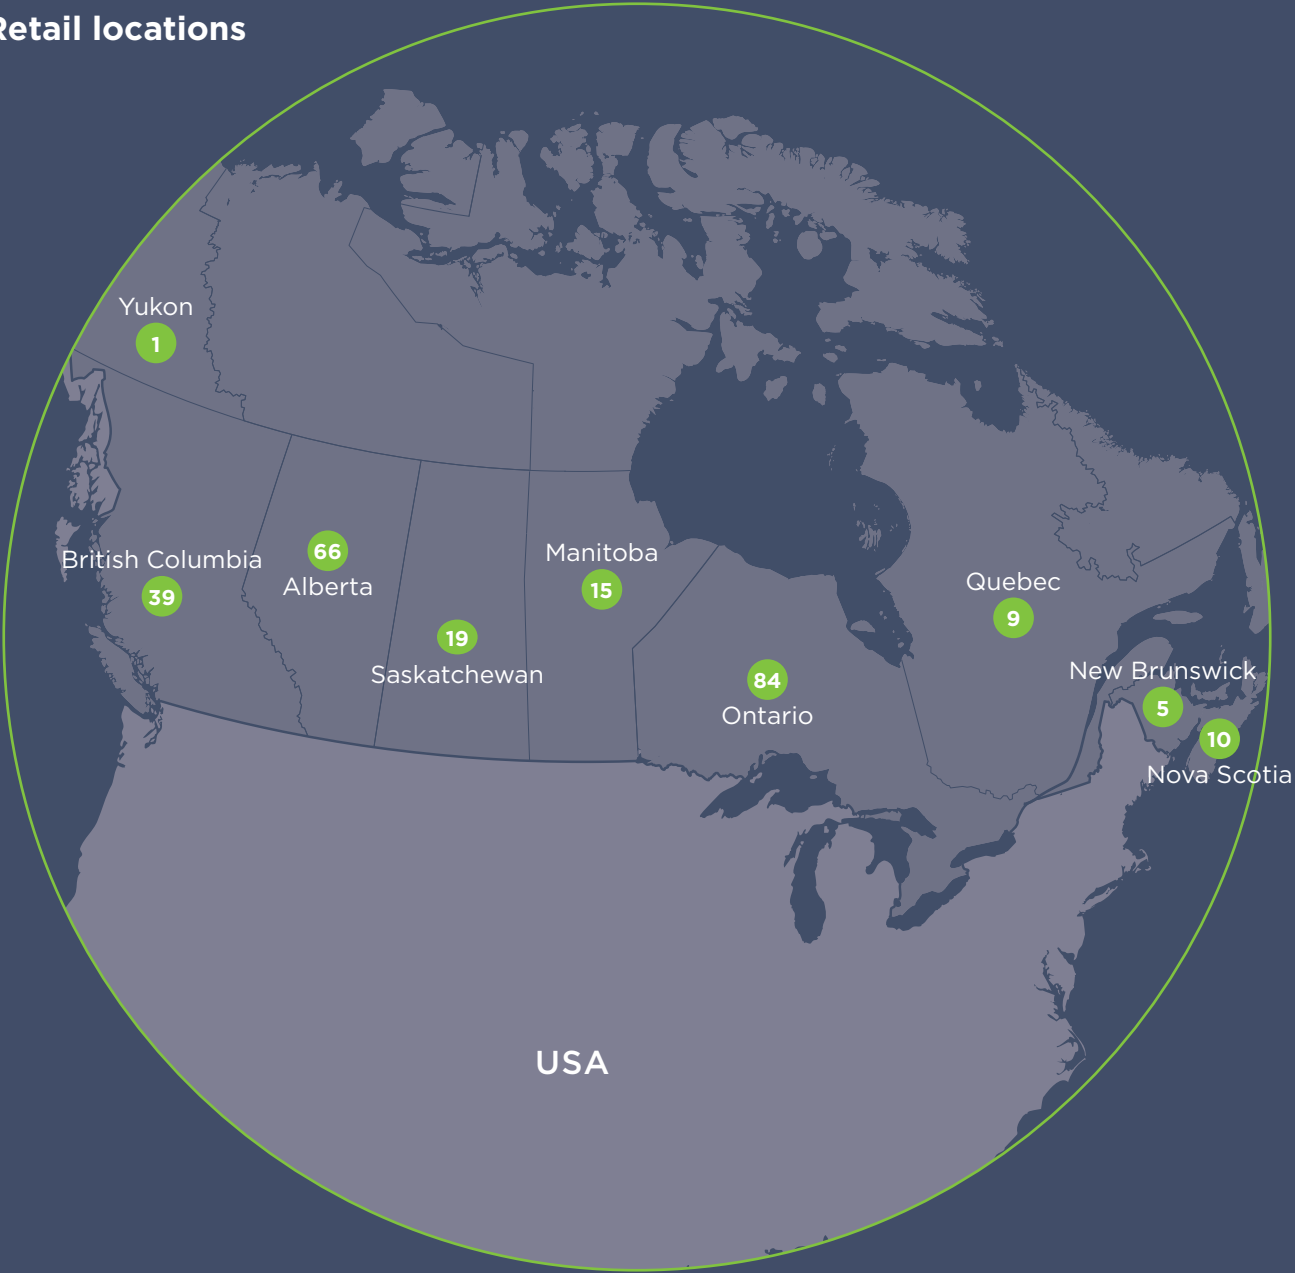 Retail locations
Yukon
1
British Columbia
39
66
Alberta
19
Saskatchewan
Manitoba
15
84
Ontario
Quebec
9
New Brunswick
5
10
Nova Scotia
USA